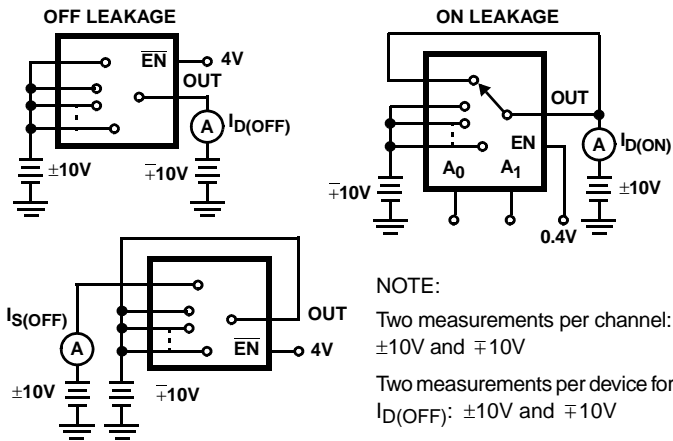 OFF LEAKAGE
EN
4V
OUT
A
I_D(OFF)
±10V
∓10V
ON LEAKAGE
OUT
EN
A
I_D(ON)
A0
A1
∓10V
±10V
0.4V
I_S(OFF)
A
OUT
EN
4V
±10V
∓10V
NOTE:
Two measurements per channel:
±10V and ∓10V
Two measurements per device for
I_D(OFF): ±10V and ∓10V